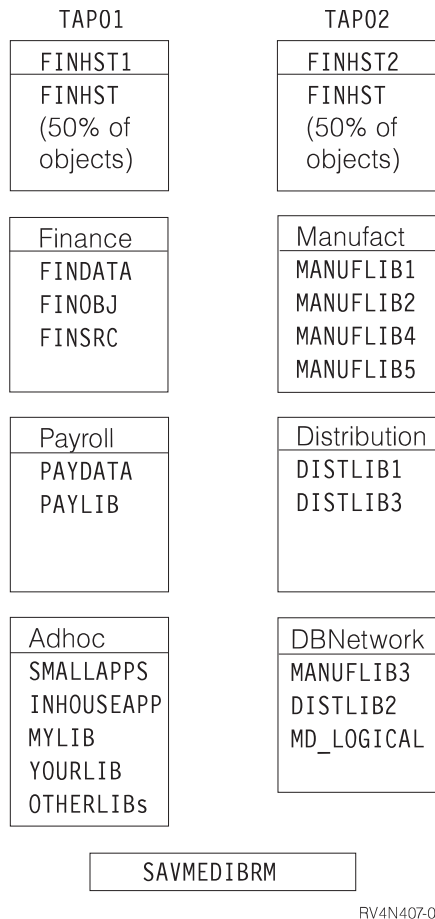 TAP01
FINHST1
FINHST
(50% of
objects)
Finance
FINDATA
FINOBJ
FINSRC
Payroll
PAYDATA
PAYLIB
Adhoc
SMALLAPPS
INHOUSEAPP
MYLIB
YOURLIB
OTHERLIBs
TAP02
FINHST2
FINHST
(50% of
objects)
Manufact
MANUFLIB1
MANUFLIB2
MANUFLIB4
MANUFLIB5
Distribution
DISTLIB1
DISTLIB3
DBNetwork
MANUFLIB3
DISTLIB2
MD_LOGICAL
SAVMEDIBRM
RV4N407-0